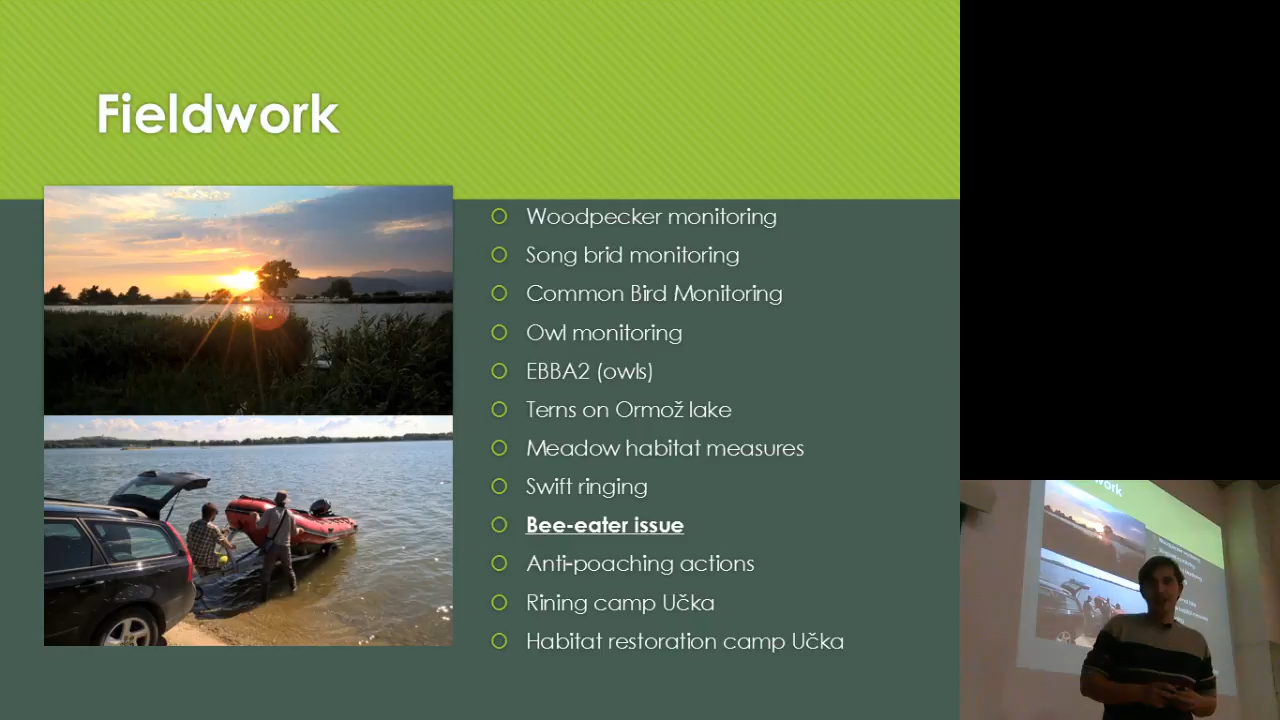 Fieldwork
Woodpecker monitoring
Song brid monitoring
Common Bird Monitoring
Owl monitoring
EBBA2 (owls)
Terns on Ormož lake
Meadow habitat measures
Swift ringing
Bee-eater issue
Anti-poaching actions
Rining camp Učka
Habitat restoration camp Učka